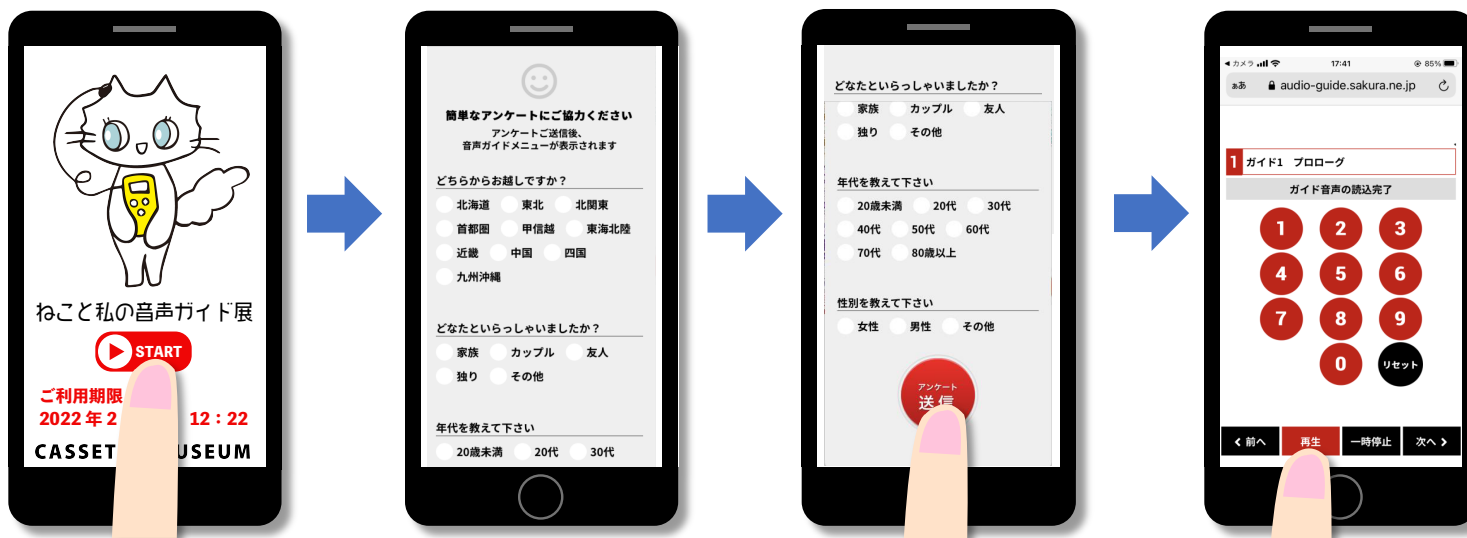 ねこと私の音声ガイド展
START
ご利用期限
2022年2 12：22
CASSET USEUM
簡単なアンケートにご協力ください
アンケートご送信後、
音声ガイドメニューが表示されます
どちらからお越しですか？
北海道 東北 北関東
首都圏 甲信越 東海北陸
近畿 中国 四国
九州沖縄
どなたといらっしゃいましたか？
家族 カップル 友人
独り その他
年代を教えて下さい
20歳未満 20代 30代
どなたといらっしゃいましたか？
家族 カップル 友人
独り その他
年代を教えて下さい
20歳未満 20代 30代
40代 50代 60代
70代 80歳以上
性別を教えて下さい
女性 男性 その他
アンケート
送信
カメラ 17:41 85%
ぁあ audio-guide.sakura.ne.jp
1 ガイド1 プロローグ
ガイド音声の読込完了
1 2 3
4 5 6
7 8 9
0 リセット
前へ 再生 一時停止 次へ